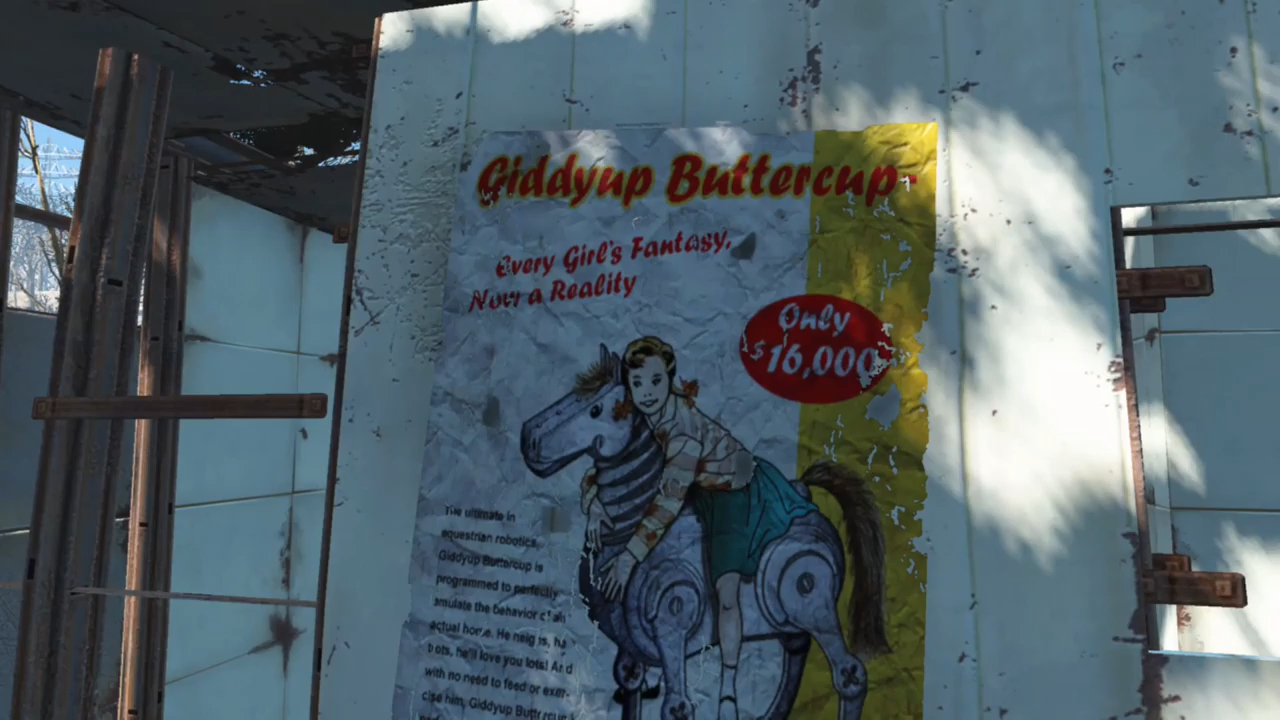 Giddyup Buttercup
Every Girl's Fantasy,
Now a Reality
Only
$16,000
The ultimate in
equestrian robotics,
Giddyup Buttercup is
programmed to perfectly
amulate the behavior of an
actual horse. He neighs, he
trots, he'll love you lots! And
with no need to feed or exer-
cise him, Giddyup Buttercup